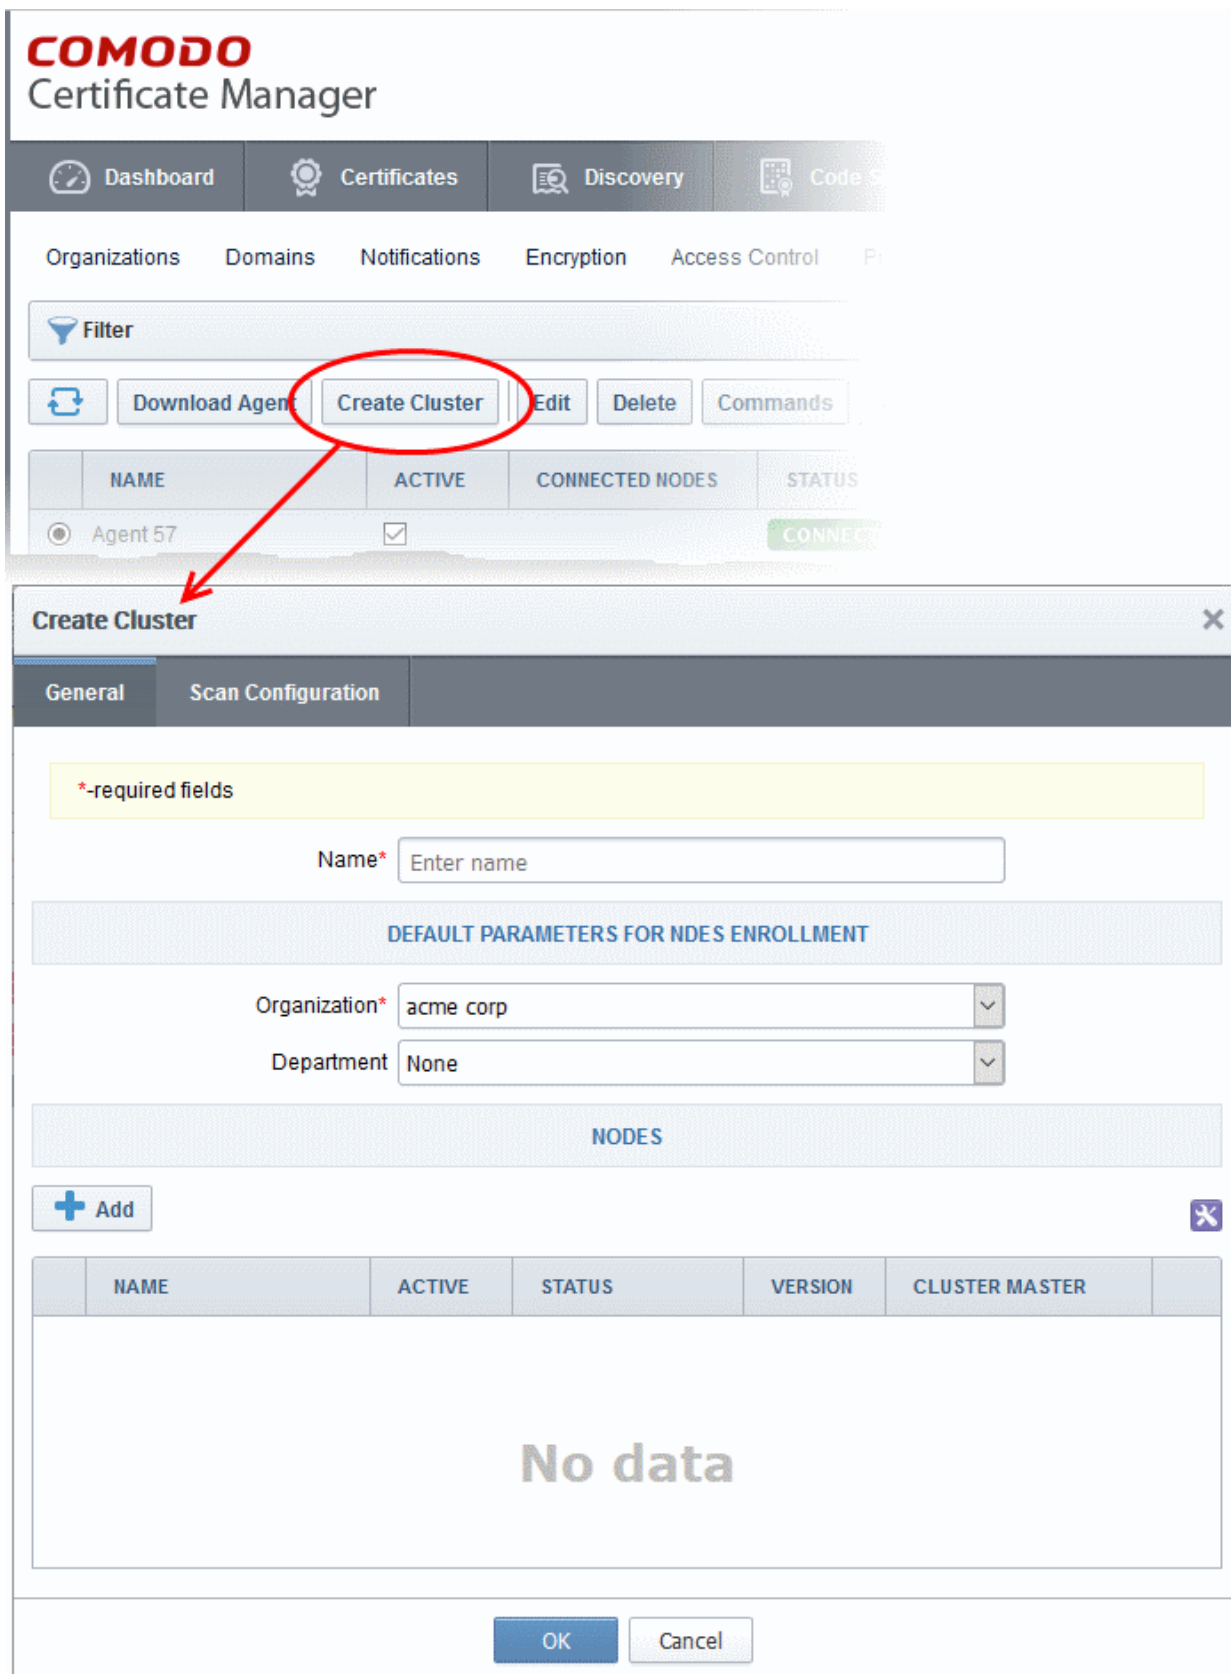 COMODO
Certificate Manager
Dashboard Certificates Discovery Code
Organizations Domains Notifications Encryption Access Control
Filter
Download Agent Create Cluster Edit Delete Commands
NAME ACTIVE CONNECTED NODES STATUS
Agent 57
Create Cluster
General Scan Configuration
*-required fields
Name* Enter name
DEFAULT PARAMETERS FOR NDES ENROLLMENT
Organization* acme corp
Department None
NODES
Add
NAME ACTIVE STATUS VERSION CLUSTER MASTER
No data
OK Cancel